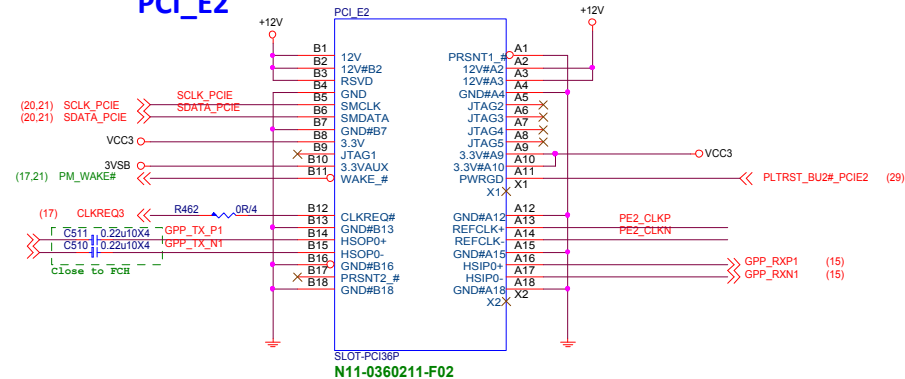 PCI_E2
PCI_E2
+12V
+12V
B1 12V PRSNT1_# A1
B2 12V#B2 12V#A2 A2
B3 RSVD 12V#A3 A3
B4 GND GND#A4 A4
SCLK_PCIE
(20,21) SCLK_PCIE B5 SMCLK JTAG2 A5
SDATA_PCIE
(20,21) SDATA_PCIE B6 SMDATA JTAG3 A6
B7 GND#B7 JTAG4 A7
VCC3 B8 3.3V JTAG5 A8
B9 JTAG1 3.3V#A9 A9 VCC3
3VSB B10 3.3VAUX 3.3V#A10 A10
(17,21) PM_WAKE# B11 WAKE_# PWRGD A11 PLTRST_BU2#_PCIE2 (29)
X1 X1
(17) CLKREQ3 R462 0R/4 B12 CLKREQ# GND#A12 A12
B13 GND#B13 REFCLK+ A13 PE2_CLKP
C511 0.22u10X4 GPP_TX_P1 B14 HSOP0+ REFCLK- A14 PE2_CLKN
C510 0.22u10X4 GPP_TX_N1 B15 HSOP0- GND#A15 A15
B16 GND#B16 HSIP0+ A16 GPP_RXP1 (15)
Close to FCH
B17 PRSNT2_# HSIP0- A17 GPP_RXN1 (15)
B18 GND#B18 GND#A18 A18
X2 X2
SLOT-PCI36P
N11-0360211-F02